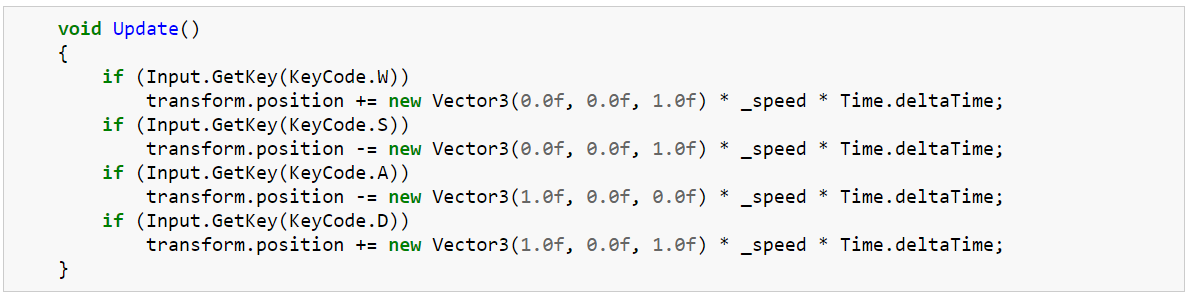 void Update()
{
if (Input.GetKey(KeyCode.W))
transform.position += new Vector3(0.0f, 0.0f, 1.0f) * _speed * Time.deltaTime;
if (Input.GetKey(KeyCode.S))
transform.position -= new Vector3(0.0f, 0.0f, 1.0f) * _speed * Time.deltaTime;
if (Input.GetKey(KeyCode.A))
transform.position -= new Vector3(1.0f, 0.0f, 0.0f) * _speed * Time.deltaTime;
if (Input.GetKey(KeyCode.D))
transform.position += new Vector3(1.0f, 0.0f, 1.0f) * _speed * Time.deltaTime;
}